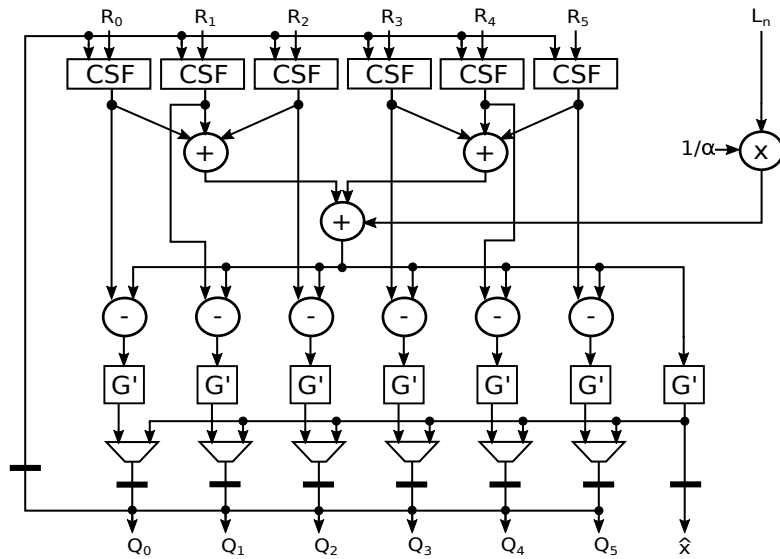 R₀ R₁ R₂ R₃ R₄ R₅ Lₙ
CSF CSF CSF CSF CSF CSF
+ + 1/α x
+
- - - - - -
G' G' G' G' G' G' G'
Q₀ Q₁ Q₂ Q₃ Q₄ Q₅ x̂